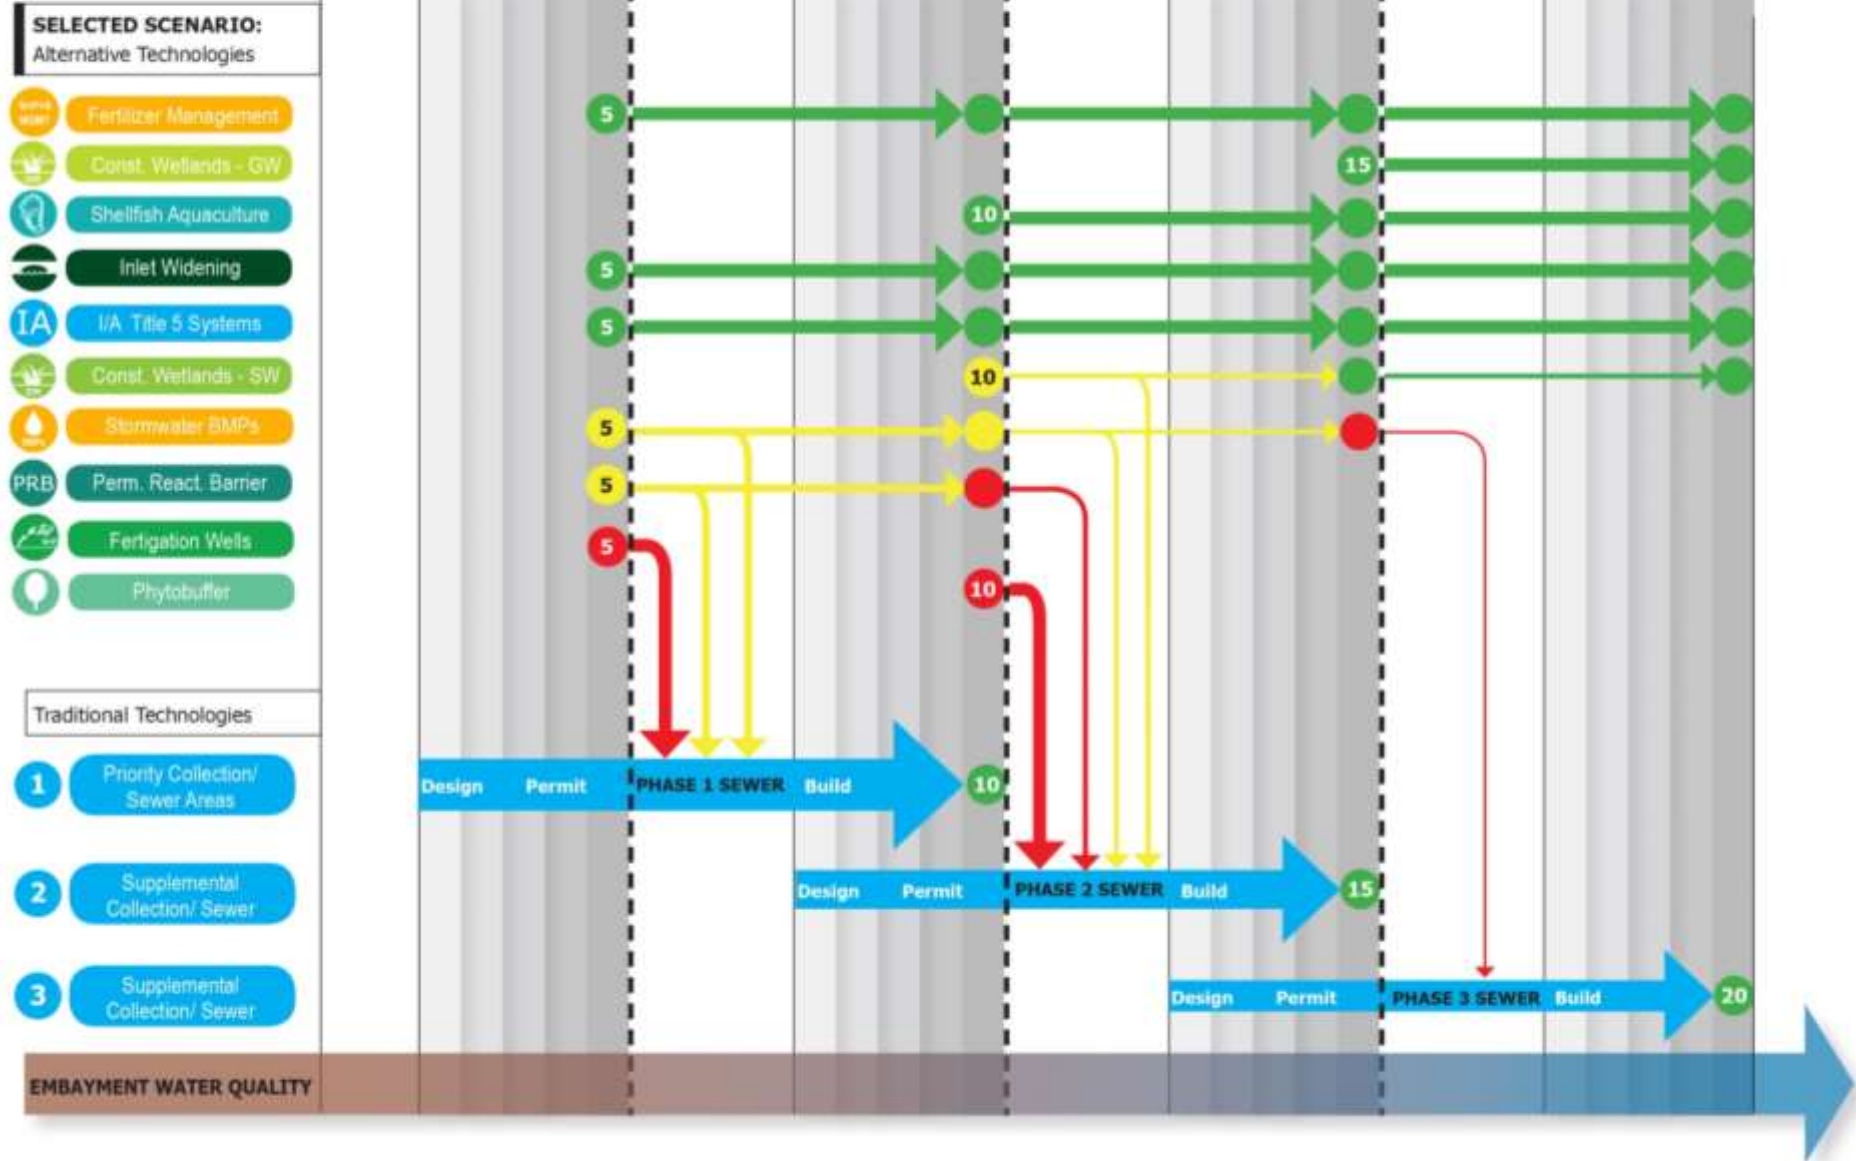 SELECTED SCENARIO:
Alternative Technologies
Fertilizer Management
5
Const. Wetlands - GW
15
Shellfish Aquaculture
10
Inlet Widening
5
IA
I/A Title 5 Systems
5
Const. Wetlands - SW
10
Stormwater BMPs
5
PRB
Perm. React. Barrier
5
Fertigation Wells
5
Phytobuffer
10
Traditional Technologies
1
Priority Collection/
Sewer Areas
Design Permit PHASE 1 SEWER Build
10
2
Supplemental
Collection/ Sewer
Design Permit PHASE 2 SEWER Build
15
3
Supplemental
Collection/ Sewer
Design Permit PHASE 3 SEWER Build
20
EMBAYMENT WATER QUALITY